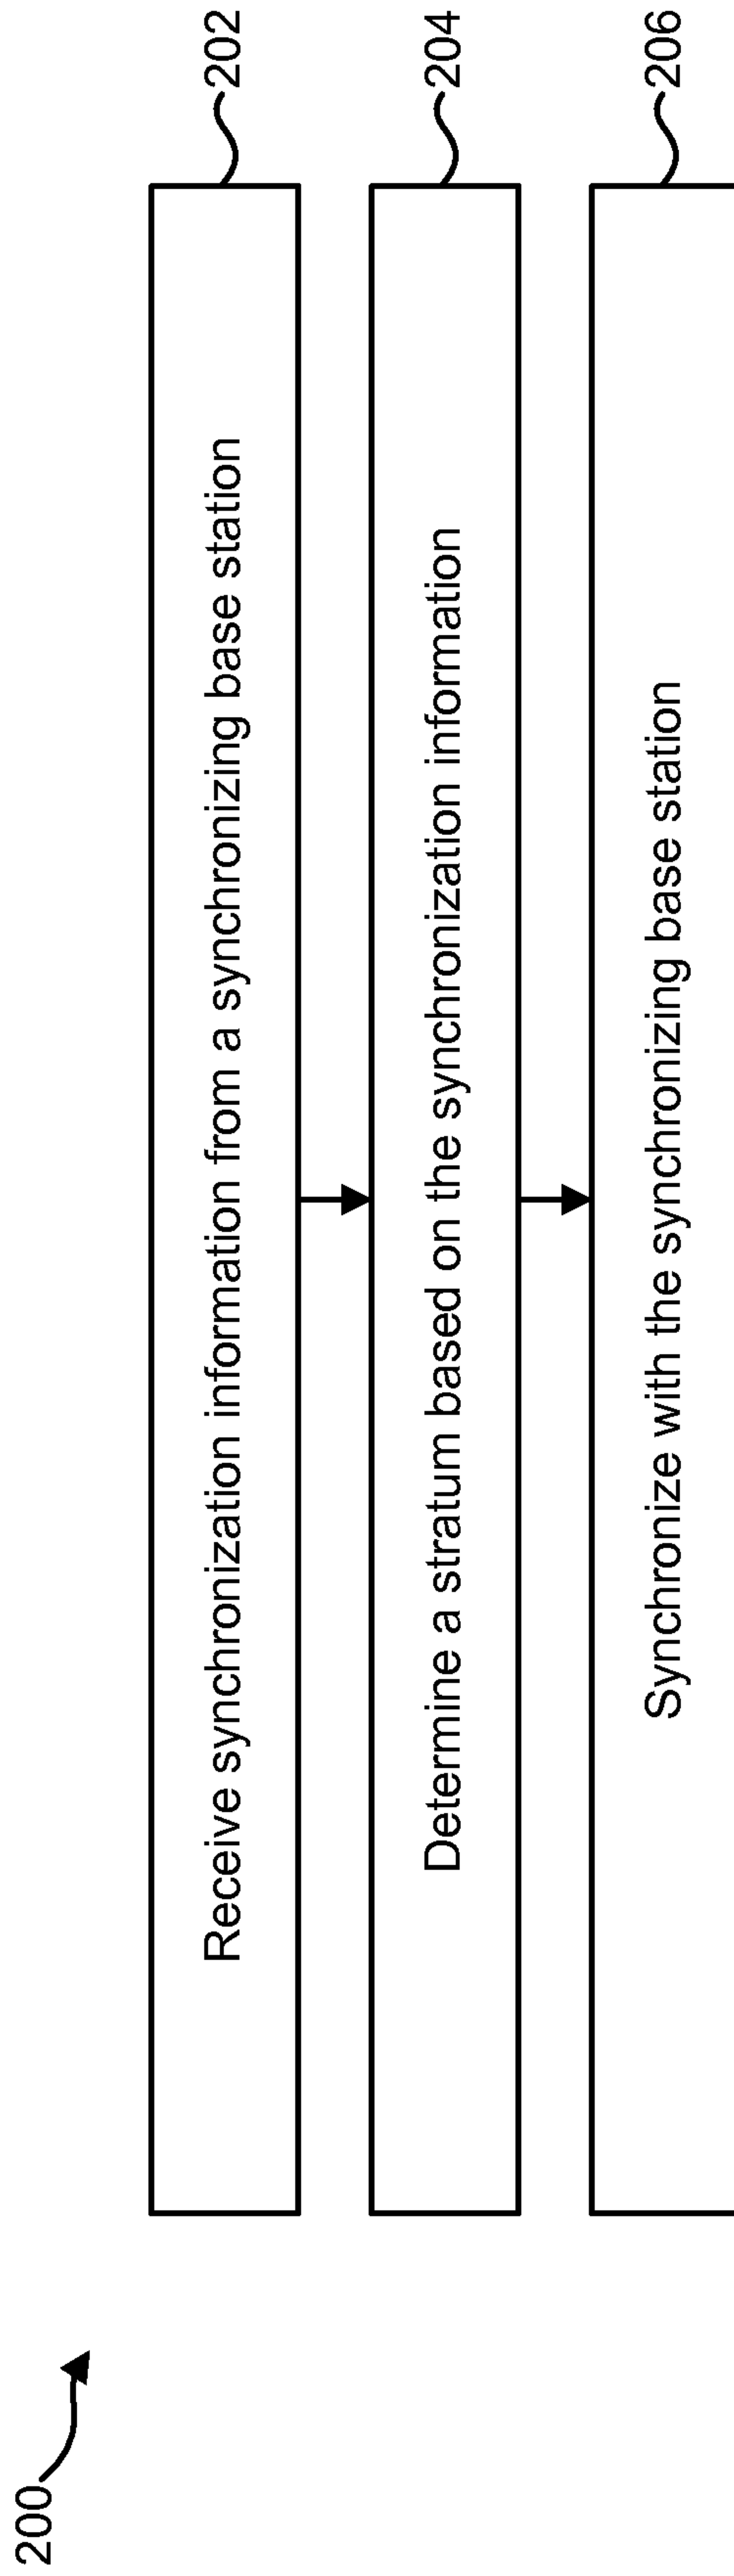 200
Receive synchronization information from a synchronizing base station
202
Determine a stratum based on the synchronization information
204
Synchronize with the synchronizing base station
206